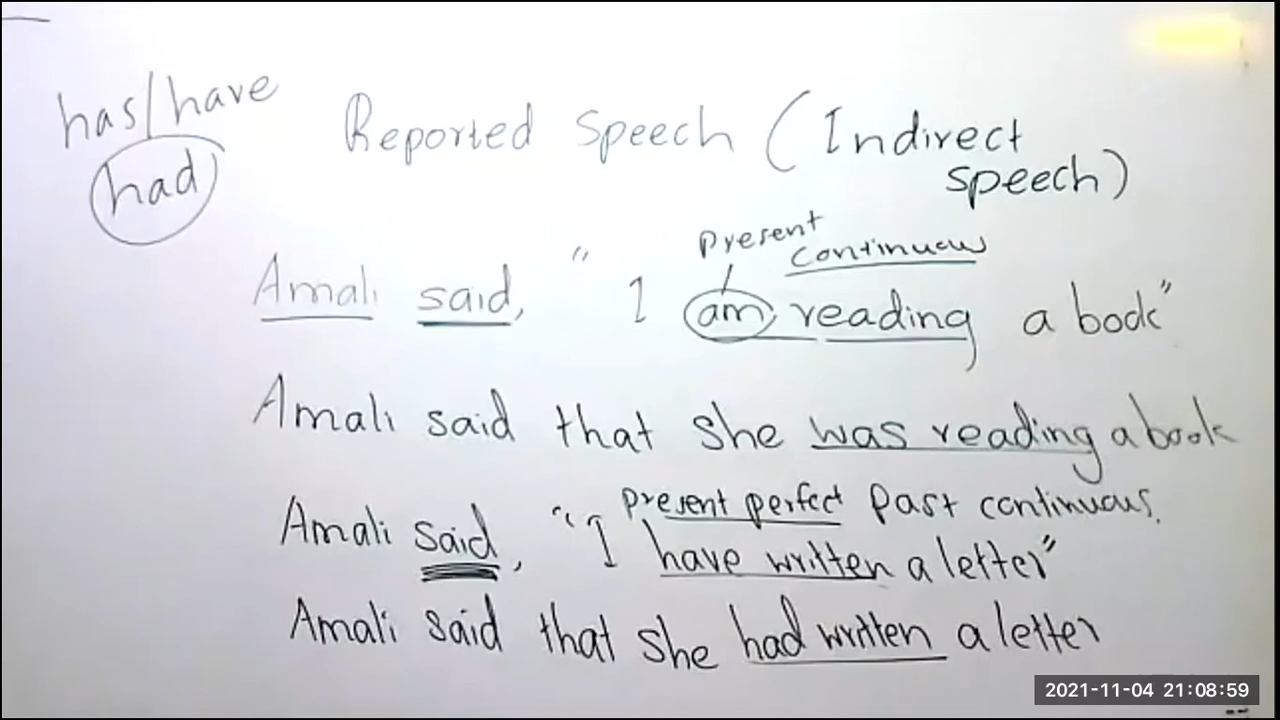 has/have
had
Reported Speech (Indirect
speech)
Present
continuous
Amali said, " I am reading a book"
Amali said that she was reading a book
present perfect past continuous.
Amali said, "I have written a letter"
Amali said that she had written a letter
2021-11-04 21:08:59